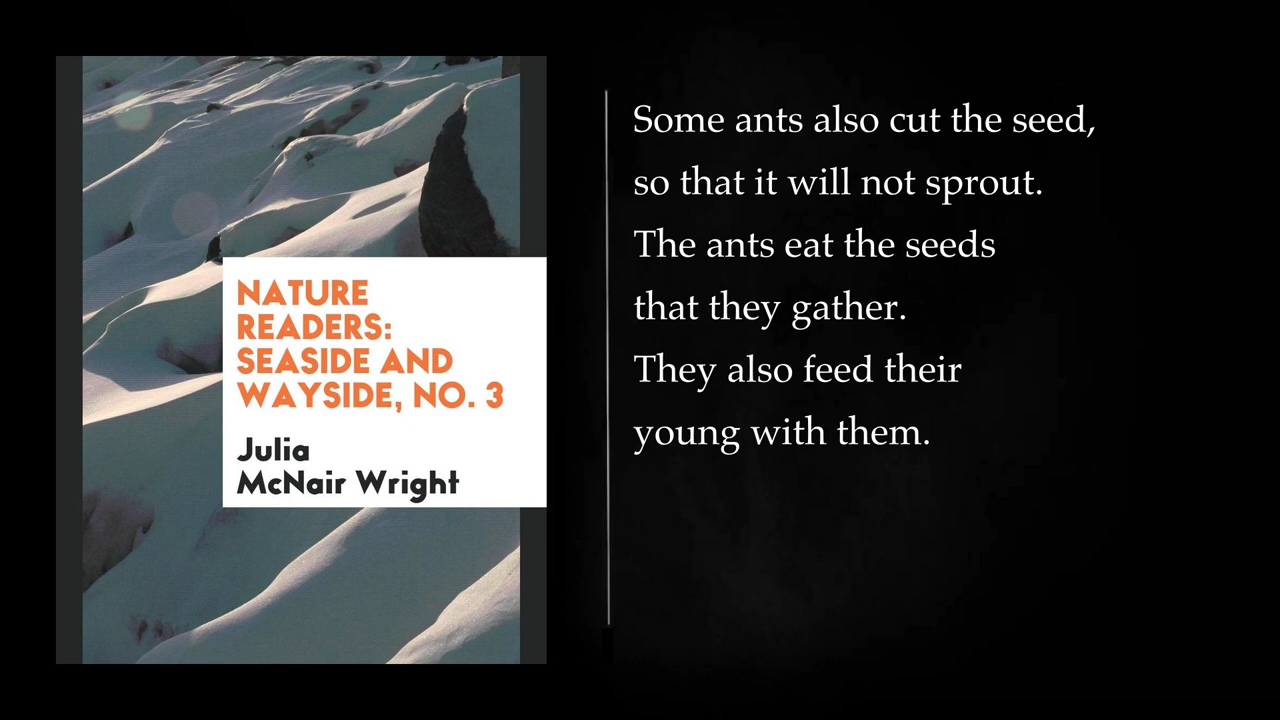 NATURE
READERS:
SEASIDE AND
WAYSIDE, NO. 3
Julia
McNair Wright
Some ants also cut the seed,
so that it will not sprout.
The ants eat the seeds
that they gather.
They also feed their
young with them.